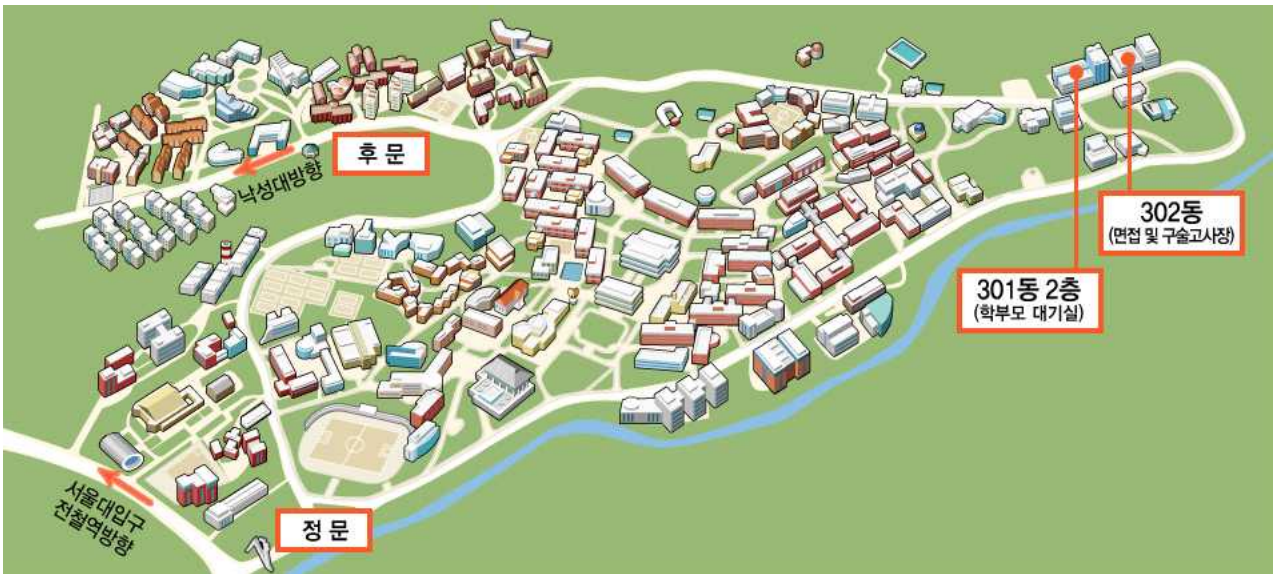 후 문
낙성대방향
302동
(면접 및 구술고사장)
301동 2층
(학부모 대기실)
서울대입구
전철역방향
정 문